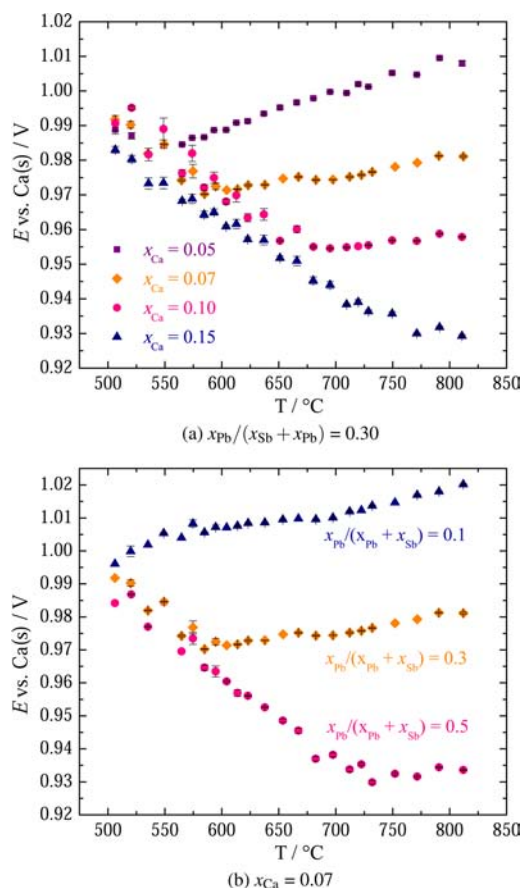 1.03
1.02
1.01
1.00
0.99
0.98
0.97
0.96
0.95
0.94
0.93
0.92
E vs. Ca(s) / V
x_Ca = 0.05
x_Ca = 0.07
x_Ca = 0.10
x_Ca = 0.15
500 550 600 650 700 750 800 850
T / °C
(a) x_Pb/(x_Sb + x_Pb) = 0.30
1.02
1.01
1.00
0.99
0.98
0.97
0.96
0.95
0.94
0.93
0.92
E vs. Ca(s) / V
x_Pb/(x_Pb + x_Sb) = 0.1
x_Pb/(x_Pb + x_Sb) = 0.3
x_Pb/(x_Pb + x_Sb) = 0.5
500 550 600 650 700 750 800 850
T / °C
(b) x_Ca = 0.07